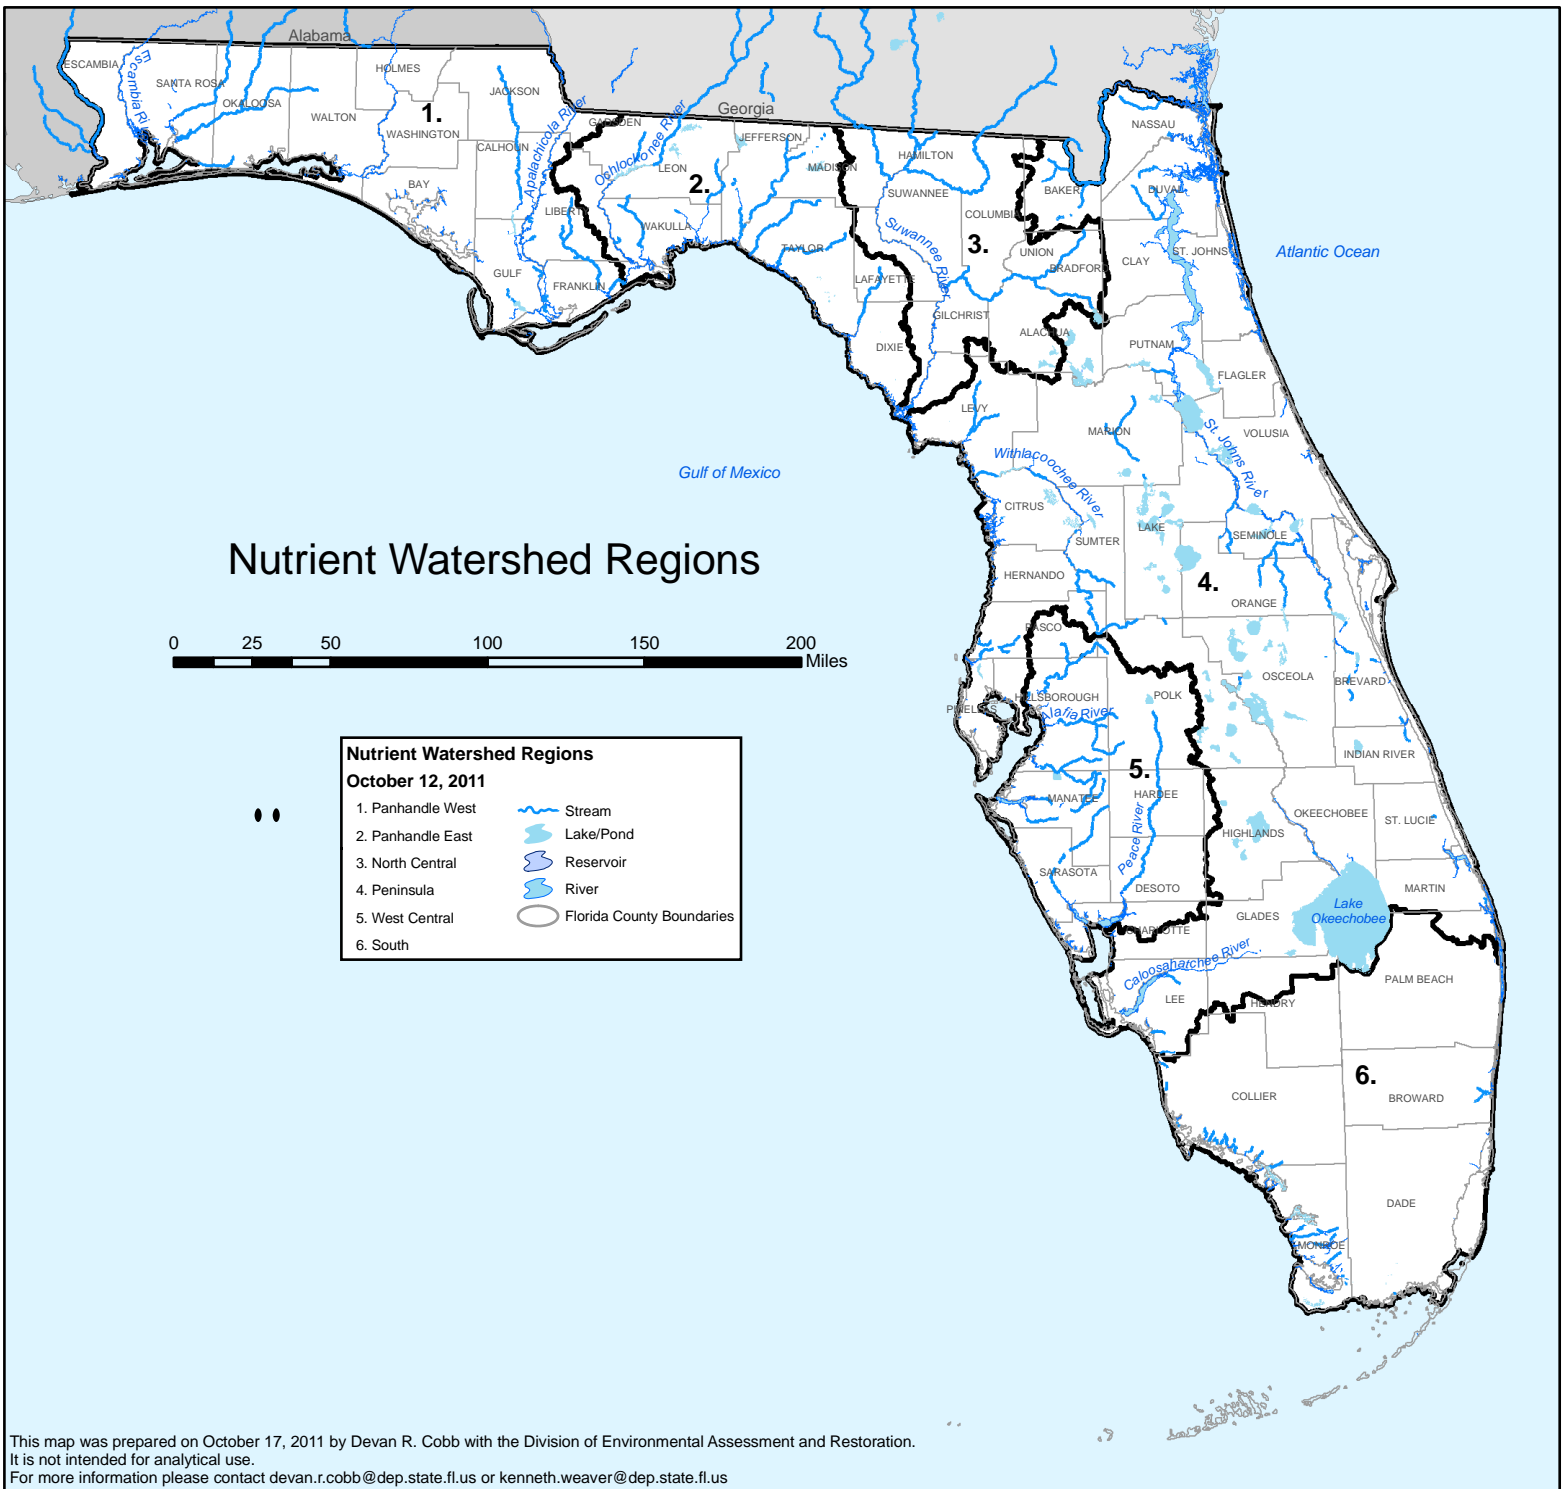 Alabama
ESCAMBIA
SANTA ROSA
OKALOOSA
WALTON
HOLMES
1.
WASHINGTON
JACKSON
CALHOUN
BAY
GULF
LIBERTY
FRANKLIN
Escambia Ri
Apalachicola River
Georgia
GADSDEN
Ochlockonee River
LEON
2.
JEFFERSON
MADISON
WAKULLA
TAYLOR
LAFAYETTE
DIXIE
HAMILTON
SUWANNEE
Suwannee River
COLUMBIA
3.
BAKER
UNION
BRADFORD
GILCHRIST
ALACHUA
NASSAU
DUVAL
CLAY
ST. JOHNS
Atlantic Ocean
PUTNAM
FLAGLER
LEVY
MARION
VOLUSIA
St. Johns River
Withlacoochee River
Gulf of Mexico
CITRUS
SUMTER
LAKE
SEMINOLE
HERNANDO
4.
ORANGE
Nutrient Watershed Regions
0 25 50 100 150 200
Miles
PASCO
HILLSBOROUGH
PINELLAS
Alafia River
POLK
OSCEOLA
BREVARD
INDIAN RIVER
5.
MANATEE
HARDEE
Peace River
HIGHLANDS
OKEECHOBEE
ST. LUCIE
SARASOTA
DESOTO
MARTIN
CHARLOTTE
GLADES
Lake
Okeechobee
Caloosahatchee River
LEE
HENDRY
PALM BEACH
6.
COLLIER
BROWARD
DADE
MONROE
Nutrient Watershed Regions
October 12, 2011
1. Panhandle West
2. Panhandle East
3. North Central
4. Peninsula
5. West Central
6. South
Stream
Lake/Pond
Reservoir
River
Florida County Boundaries
This map was prepared on October 17, 2011 by Devan R. Cobb with the Division of Environmental Assessment and Restoration.
It is not intended for analytical use.
For more information please contact devan.r.cobb@dep.state.fl.us or kenneth.weaver@dep.state.fl.us